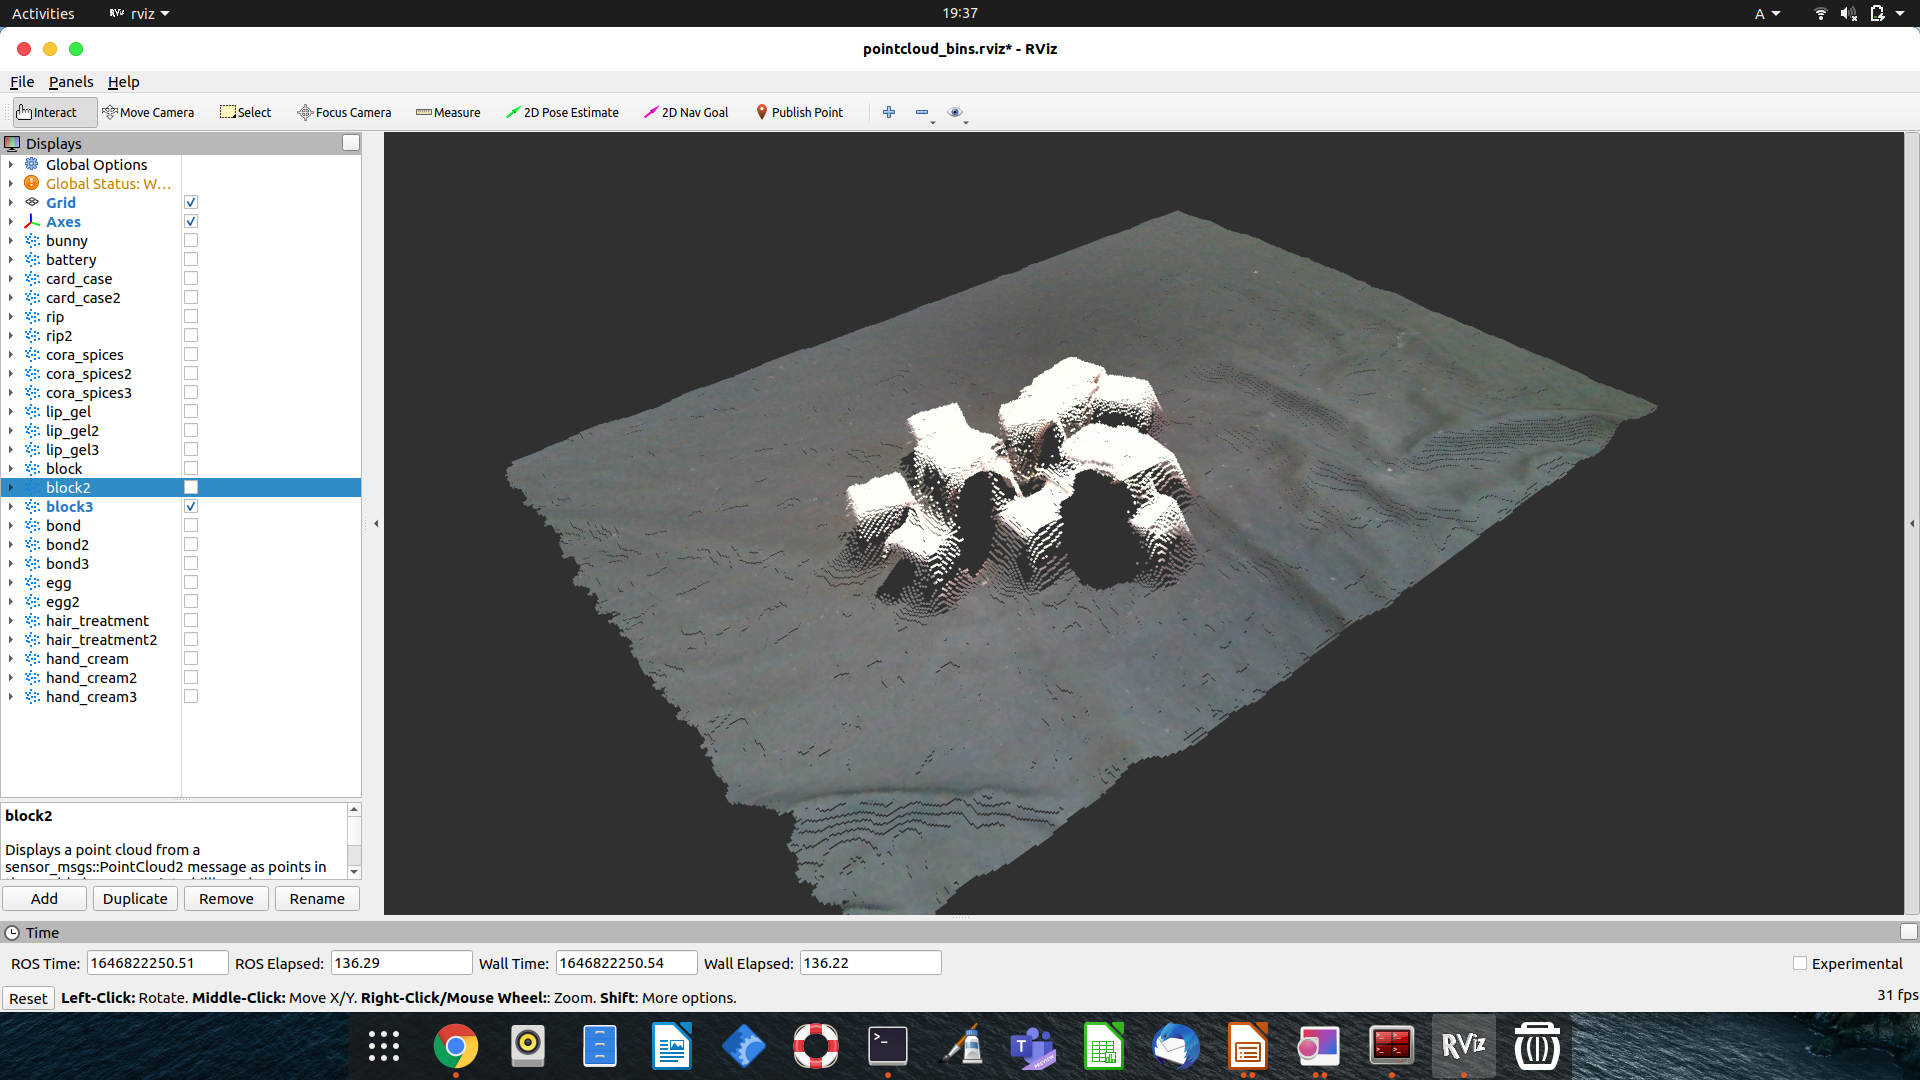 Activities RViz rviz 19:37 A
pointcloud_bins.rviz* - RViz
File Panels Help
Interact Move Camera Select Focus Camera Measure 2D Pose Estimate 2D Nav Goal Publish Point
Displays
Global Options
Global Status: W...
Grid
Axes
bunny
battery
card_case
card_case2
rip
rip2
cora_spices
cora_spices2
cora_spices3
lip_gel
lip_gel2
lip_gel3
block
block2
block3
bond
bond2
bond3
egg
egg2
hair_treatment
hair_treatment2
hand_cream
hand_cream2
hand_cream3
block2
Displays a point cloud from a
sensor_msgs::PointCloud2 message as points in
Add Duplicate Remove Rename
Time
ROS Time: 1646822250.51 ROS Elapsed: 136.29 Wall Time: 1646822250.54 Wall Elapsed: 136.22 Experimental
Reset Left-Click: Rotate. Middle-Click: Move X/Y. Right-Click/Mouse Wheel:: Zoom. Shift: More options. 31 fps
>_ T PREVIEW RViz